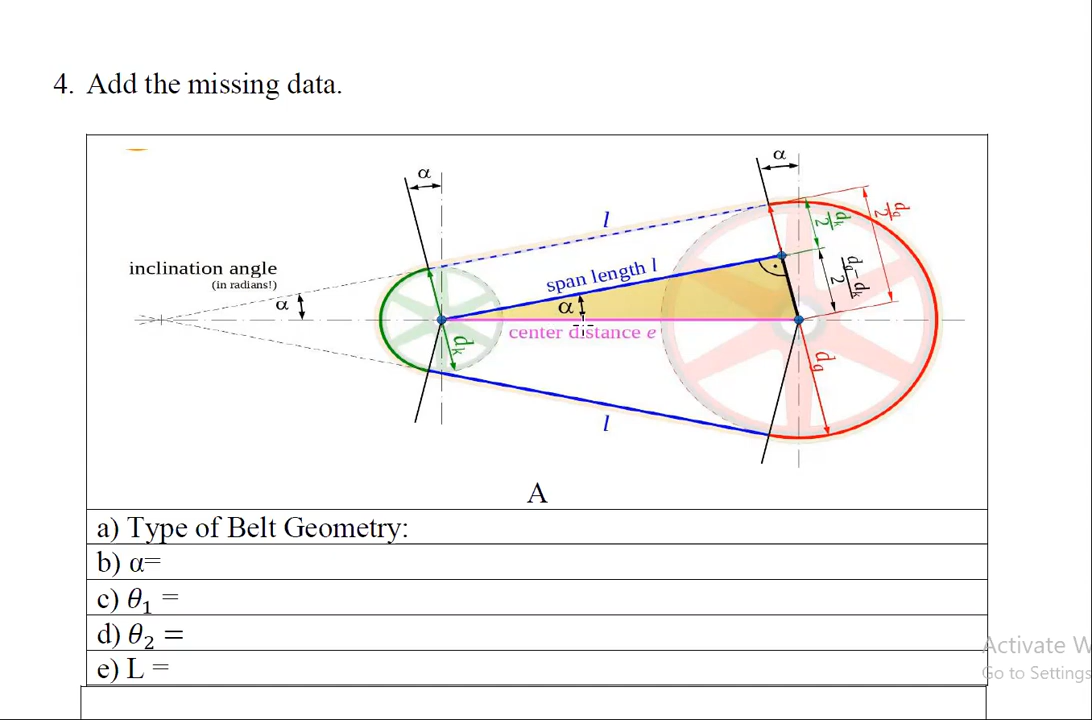 4. Add the missing data.
α
α
l
dk/2
dg/2
inclination angle
(in radians!)
α
span length l
α
dg−dk/2
center distance e
dk
dg
l
A
a) Type of Belt Geometry:
b) α=
c) θ1 =
d) θ2 =
e) L =
Activate W
Go to Settings